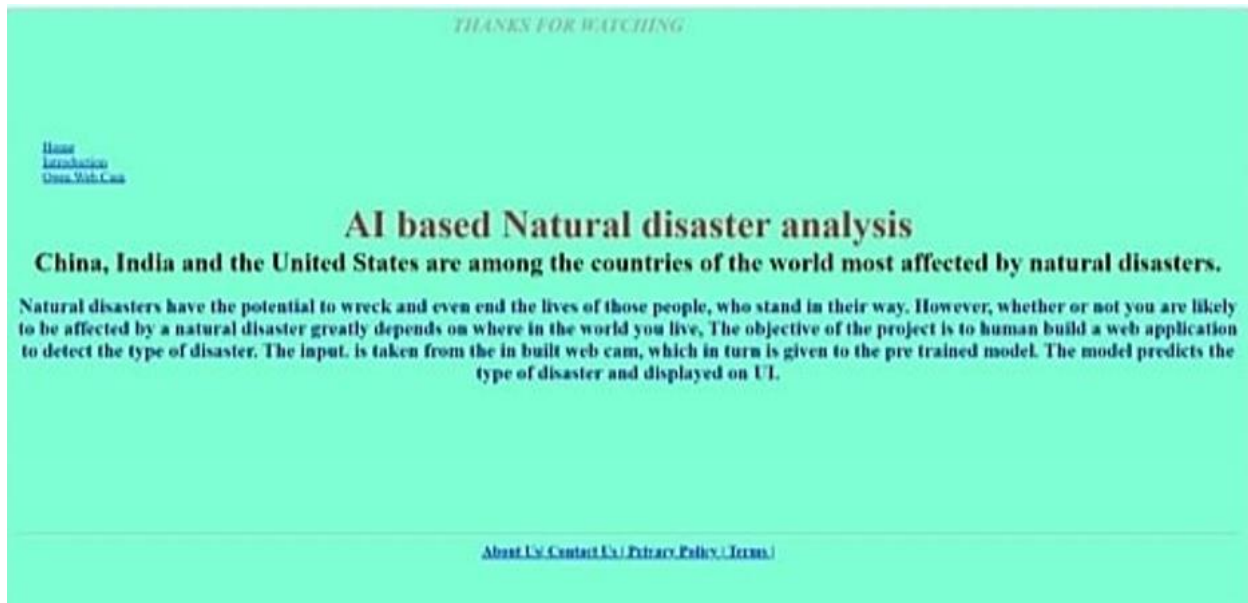 THANKS FOR WATCHING
Home
Introduction
Open Web Cam
AI based Natural disaster analysis
China, India and the United States are among the countries of the world most affected by natural disasters.
Natural disasters have the potential to wreck and even end the lives of those people, who stand in their way. However, whether or not you are likely
to be affected by a natural disaster greatly depends on where in the world you live, The objective of the project is to human build a web application
to detect the type of disaster. The input. is taken from the in built web cam, which in turn is given to the pre trained model. The model predicts the
type of disaster and displayed on UI.
About Us| Contact Us | Privacy Policy | Terms |